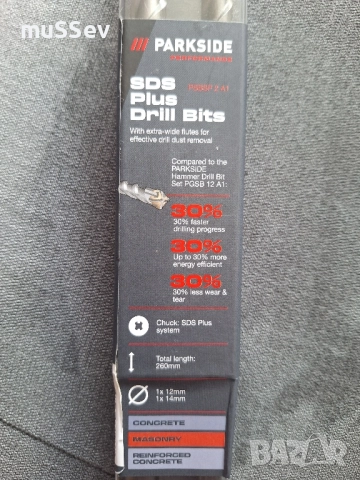 muSSev
/// PARKSIDE
PERFORMANCE
SDS
Plus
Drill Bits
With extra-wide flutes for
effective drill dust removal
Compared to the
PARKSIDE
Hammer Drill Bit
Set PGSB 12 A1:
30%
30% faster
drilling progress
30%
Up to 30% more
energy efficient
30%
30% less wear &
tear
Chuck: SDS Plus
system
Total length:
260mm
1x 12mm
1x 14mm
CONCRETE
MASONRY
REINFORCED
CONCRETE
BAZAR